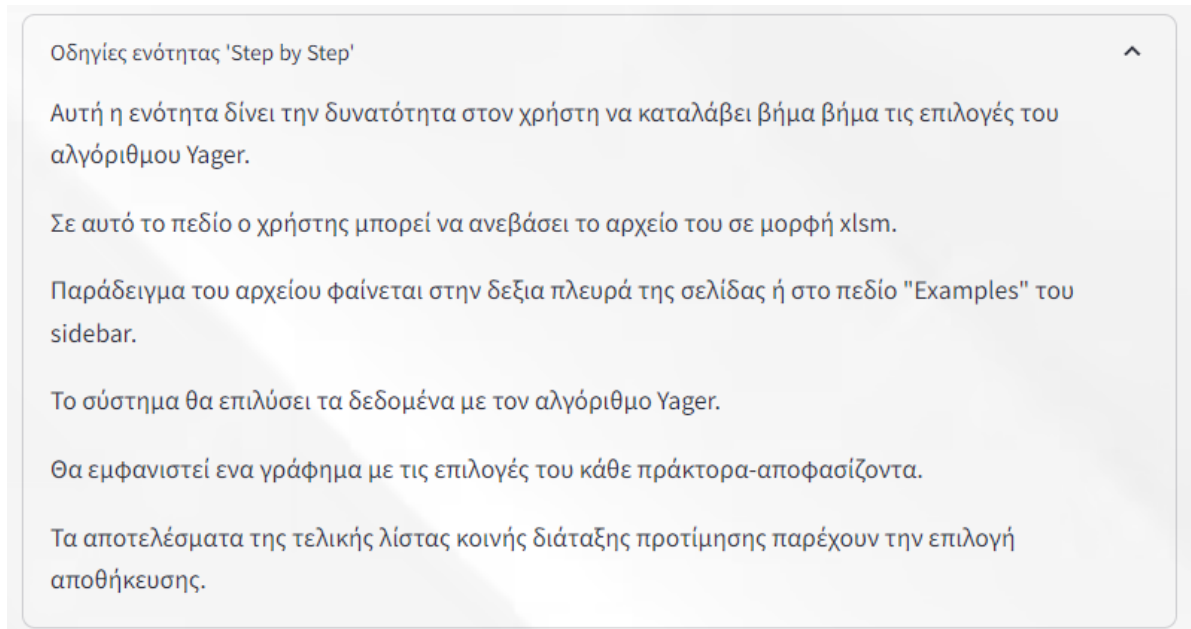 Οδηγίες ενότητας 'Step by Step'
Αυτή η ενότητα δίνει την δυνατότητα στον χρήστη να καταλάβει βήμα βήμα τις επιλογές του
αλγόριθμου Yager.
Σε αυτό το πεδίο ο χρήστης μπορεί να ανεβάσει το αρχείο του σε μορφή xlsm.
Παράδειγμα του αρχείου φαίνεται στην δεξια πλευρά της σελίδας ή στο πεδίο "Examples" του
sidebar.
Το σύστημα θα επιλύσει τα δεδομένα με τον αλγόριθμο Yager.
Θα εμφανιστεί ενα γράφημα με τις επιλογές του κάθε πράκτορα-αποφασίζοντα.
Τα αποτελέσματα της τελικής λίστας κοινής διάταξης προτίμησης παρέχουν την επιλογή
αποθήκευσης.